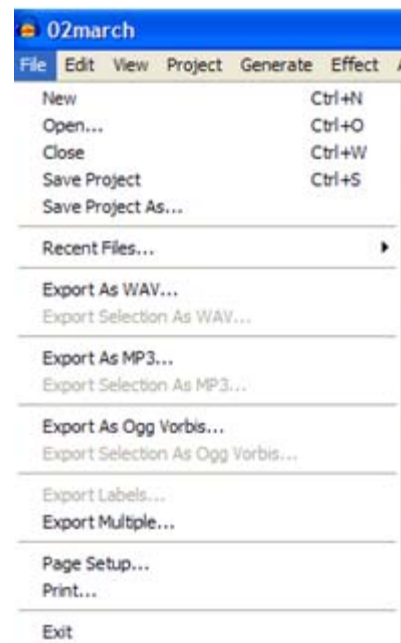 02march
File Edit View Project Generate Effect
New Ctrl+N
Open... Ctrl+O
Close Ctrl+W
Save Project Ctrl+S
Save Project As...
Recent Files...
Export As WAV...
Export Selection As WAV...
Export As MP3...
Export Selection As MP3...
Export As Ogg Vorbis...
Export Selection As Ogg Vorbis...
Export Labels...
Export Multiple...
Page Setup...
Print...
Exit